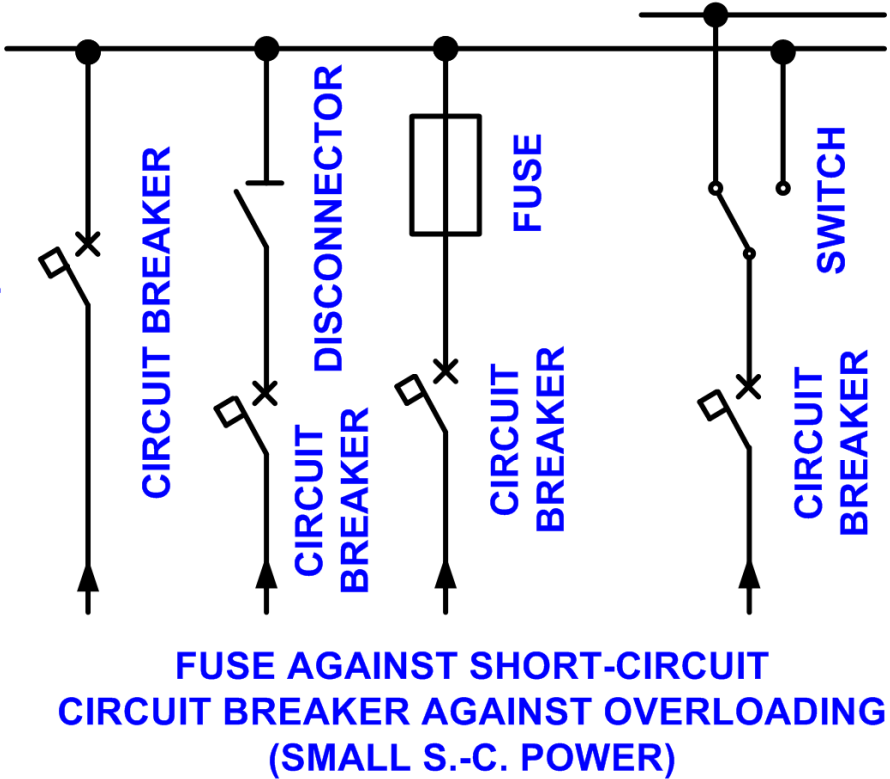 CIRCUIT BREAKER
DISCONNECTOR
CIRCUIT
BREAKER
FUSE
CIRCUIT
BREAKER
SWITCH
CIRCUIT
BREAKER
FUSE AGAINST SHORT-CIRCUIT
CIRCUIT BREAKER AGAINST OVERLOADING
(SMALL S.-C. POWER)